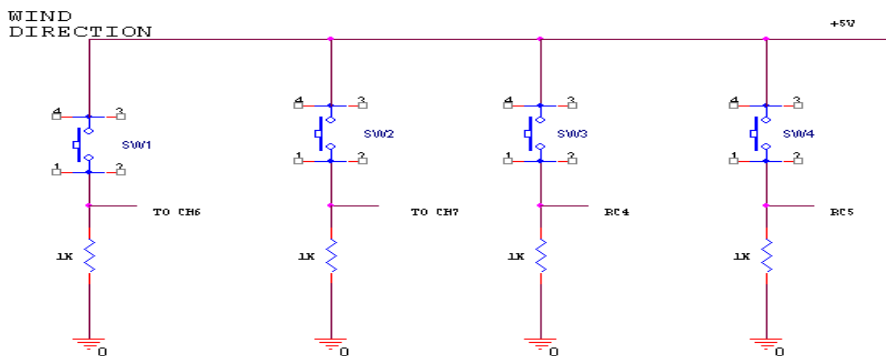 WIND
DIRECTION
+5V
4 3
4 3
4 3
4 3
SW1
SW2
SW3
SW4
1 2
1 2
1 2
1 2
TO CH6
TO CH7
RC4
RC5
1K
1K
1K
1K
0
0
0
0